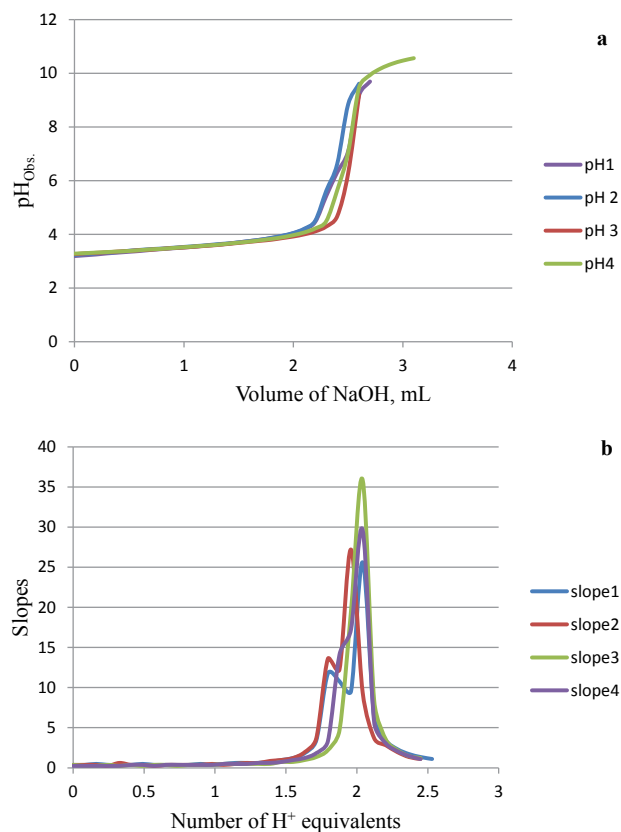 a
12
10
8
6
4
2
0
0 1 2 3 4
pH_Obs.
Volume of NaOH, mL
pH1
pH 2
pH 3
pH4
b
40
35
30
25
20
15
10
5
0
0 0.5 1 1.5 2 2.5 3
Slopes
Number of H⁺ equivalents
slope1
slope2
slope3
slope4